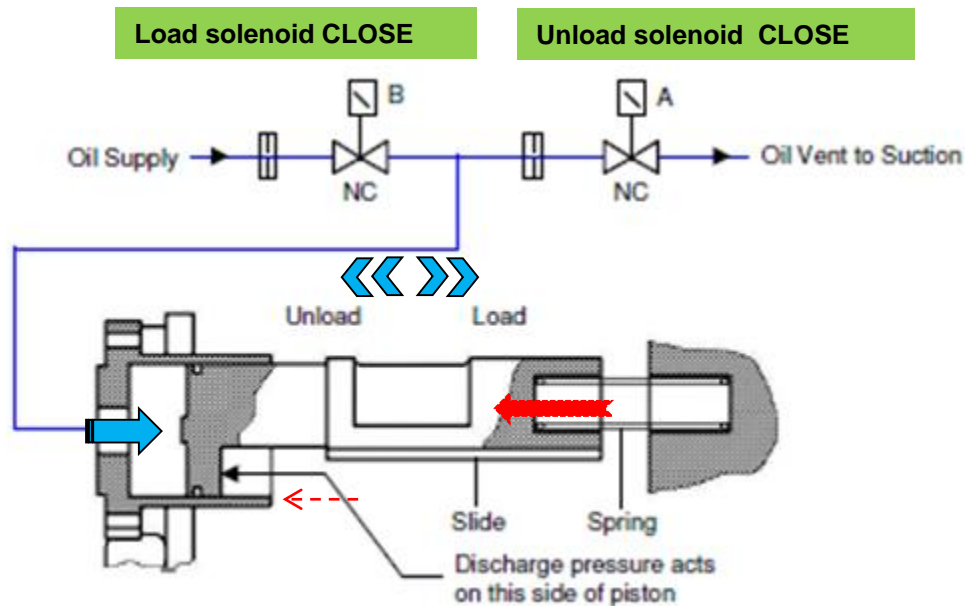 Load solenoid CLOSE
Unload solenoid CLOSE
B
A
Oil Supply
Oil Vent to Suction
NC
NC
Unload
Load
Slide
Spring
Discharge pressure acts
on this side of piston